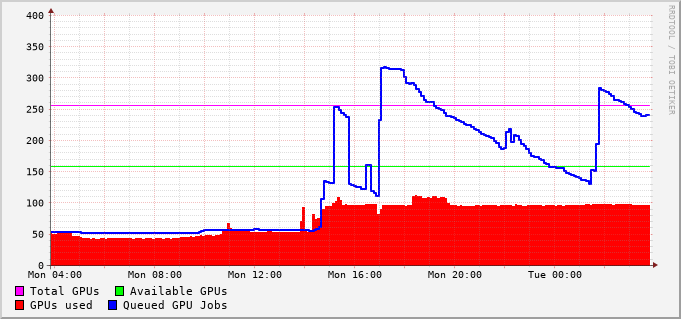 400
350
300
250
200
150
100
50
0
Mon 04:00 Mon 08:00 Mon 12:00 Mon 16:00 Mon 20:00 Tue 00:00
Total GPUs Available GPUs
GPUs used Queued GPU Jobs
RRDTOOL / TOBI OETIKER